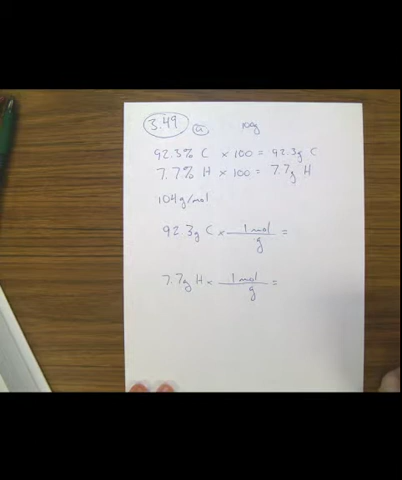 3.49 a 100g
92.3% C x 100 = 92.3g C
7.7% H x 100 = 7.7g H
104 g/mol
92.3g C x 1 mol / g =
7.7g H x 1 mol / g =